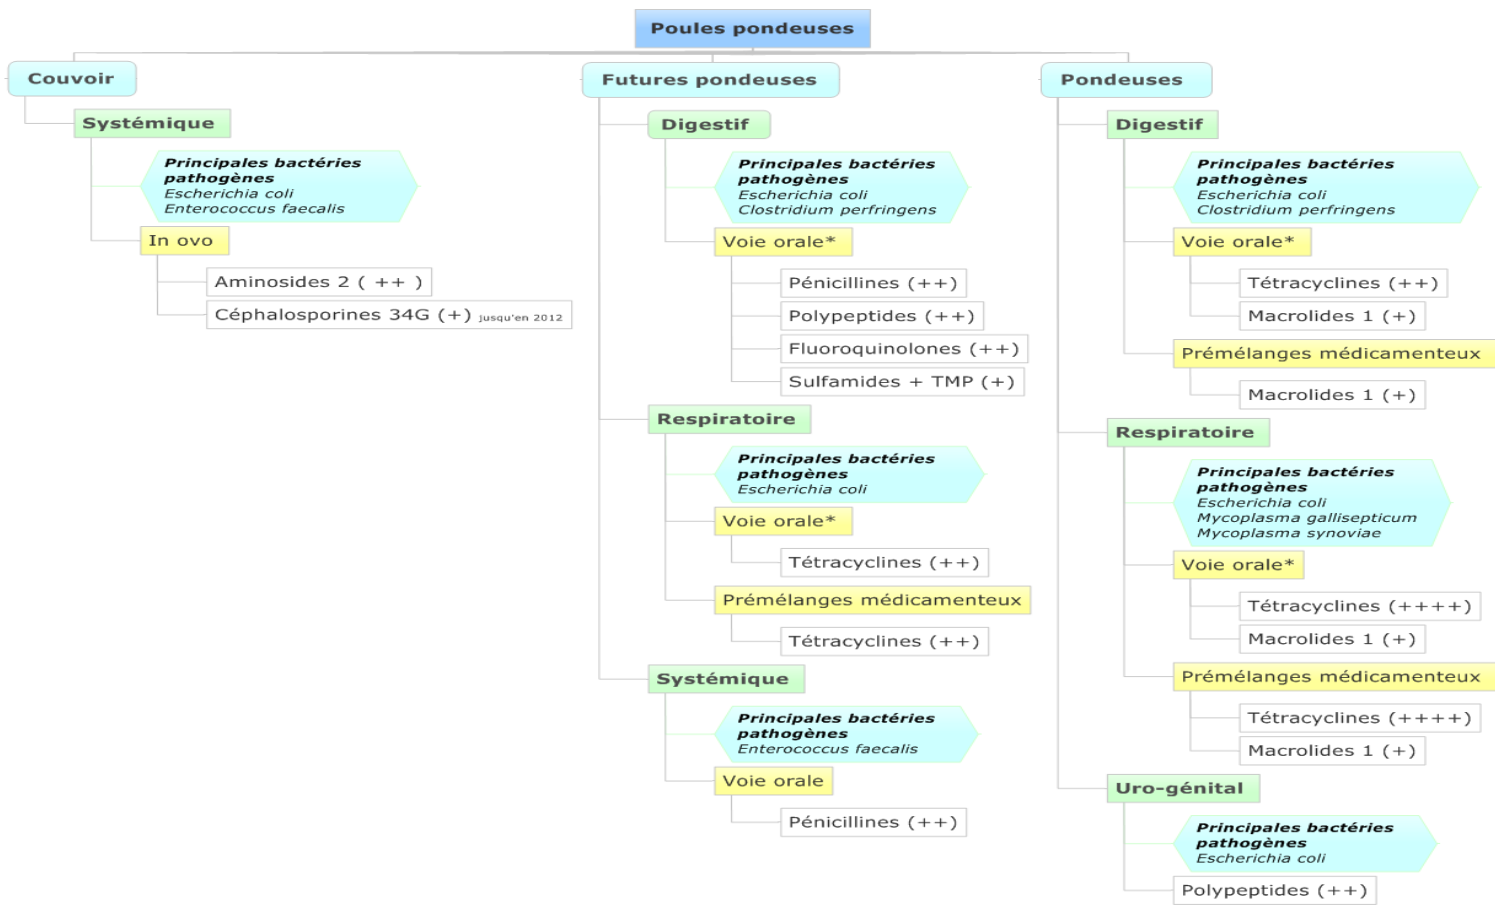 Poules pondeuses
Couvoir
Systémique
Principales bactéries
pathogènes
Escherichia coli
Enterococcus faecalis
In ovo
Aminosides 2 ( ++ )
Céphalosporines 34G (+) jusqu'en 2012
Futures pondeuses
Digestif
Principales bactéries
pathogènes
Escherichia coli
Clostridium perfringens
Voie orale*
Pénicillines (++)
Polypeptides (++)
Fluoroquinolones (++)
Sulfamides + TMP (+)
Respiratoire
Principales bactéries
pathogènes
Escherichia coli
Voie orale*
Tétracyclines (++)
Prémélanges médicamenteux
Tétracyclines (++)
Systémique
Principales bactéries
pathogènes
Enterococcus faecalis
Voie orale
Pénicillines (++)
Pondeuses
Digestif
Principales bactéries
pathogènes
Escherichia coli
Clostridium perfringens
Voie orale*
Tétracyclines (++)
Macrolides 1 (+)
Prémélanges médicamenteux
Macrolides 1 (+)
Respiratoire
Principales bactéries
pathogènes
Escherichia coli
Mycoplasma gallisepticum
Mycoplasma synoviae
Voie orale*
Tétracyclines (++++)
Macrolides 1 (+)
Prémélanges médicamenteux
Tétracyclines (++++)
Macrolides 1 (+)
Uro-génital
Principales bactéries
pathogènes
Escherichia coli
Polypeptides (++)